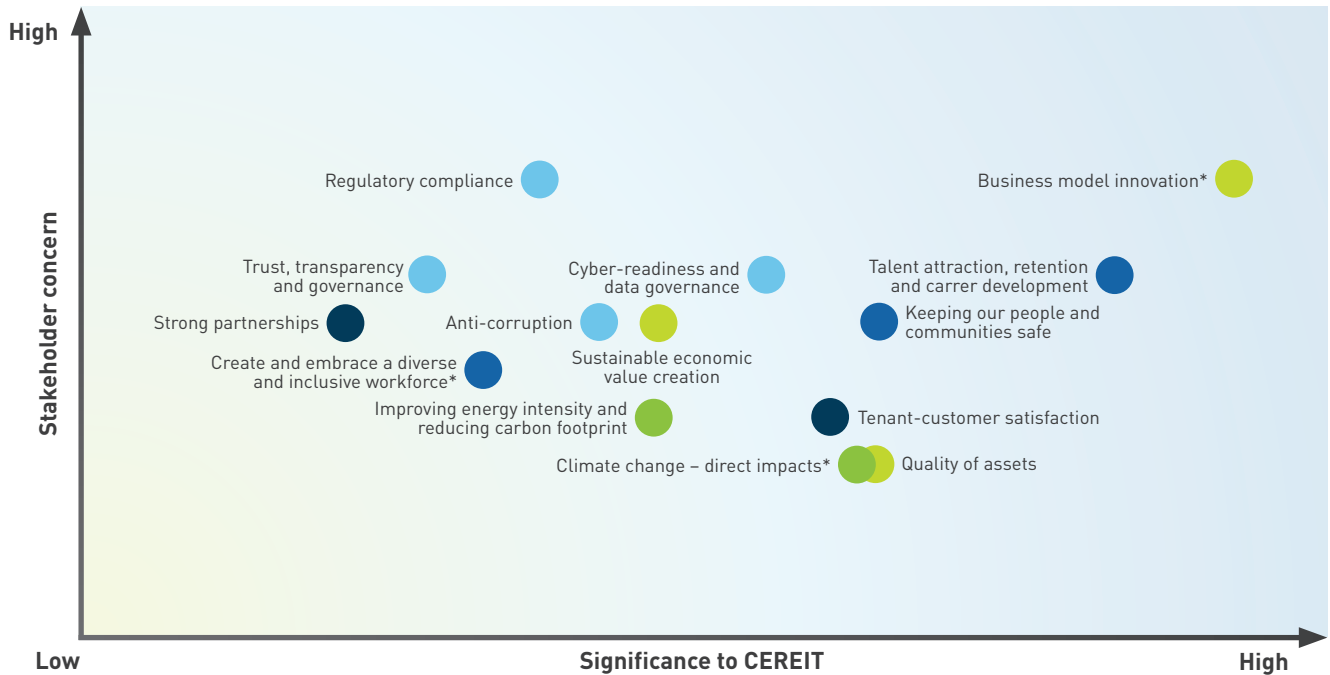 High
Stakeholder concern
Regulatory compliance
Business model innovation*
Trust, transparency
and governance
Cyber-readiness and
data governance
Talent attraction, retention
and carrer development
Strong partnerships
Anti-corruption
Keeping our people and
communities safe
Sustainable economic
value creation
Create and embrace a diverse
and inclusive workforce*
Improving energy intensity and
reducing carbon footprint
Tenant-customer satisfaction
Climate change – direct impacts*
Quality of assets
Low
Significance to CEREIT
High